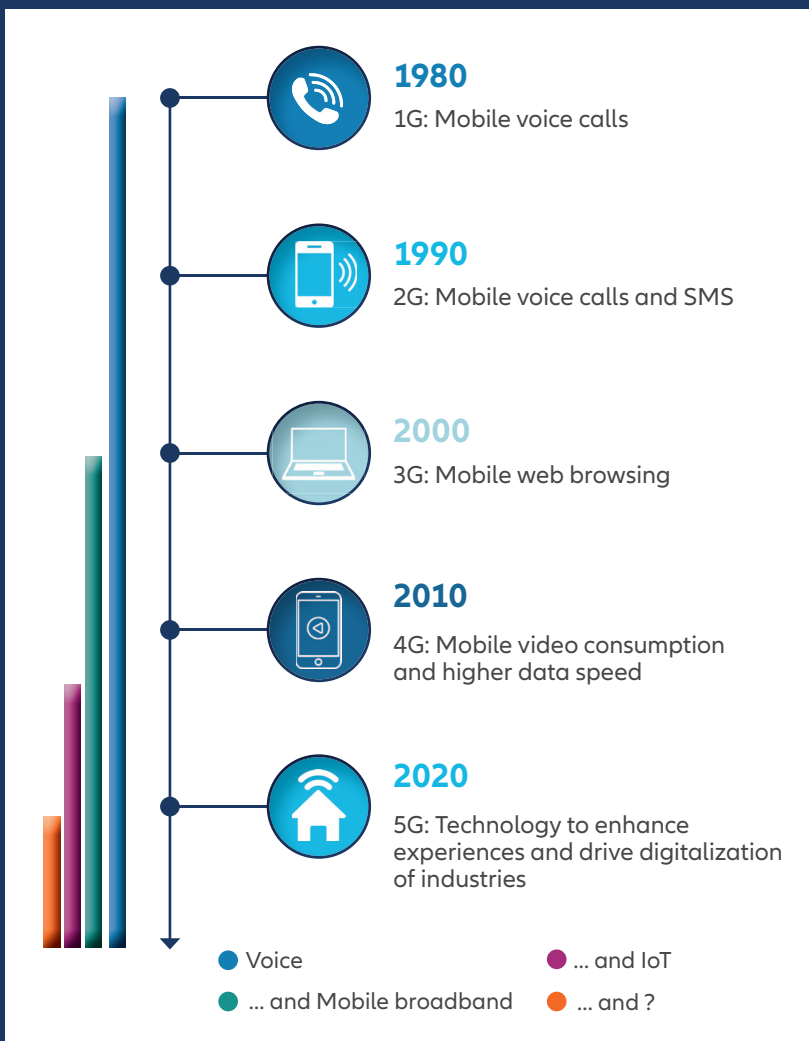 1980
1G: Mobile voice calls
1990
2G: Mobile voice calls and SMS
2000
3G: Mobile web browsing
2010
4G: Mobile video consumption
and higher data speed
2020
5G: Technology to enhance
experiences and drive digitalization
of industries
Voice
... and IoT
... and Mobile broadband
... and ?